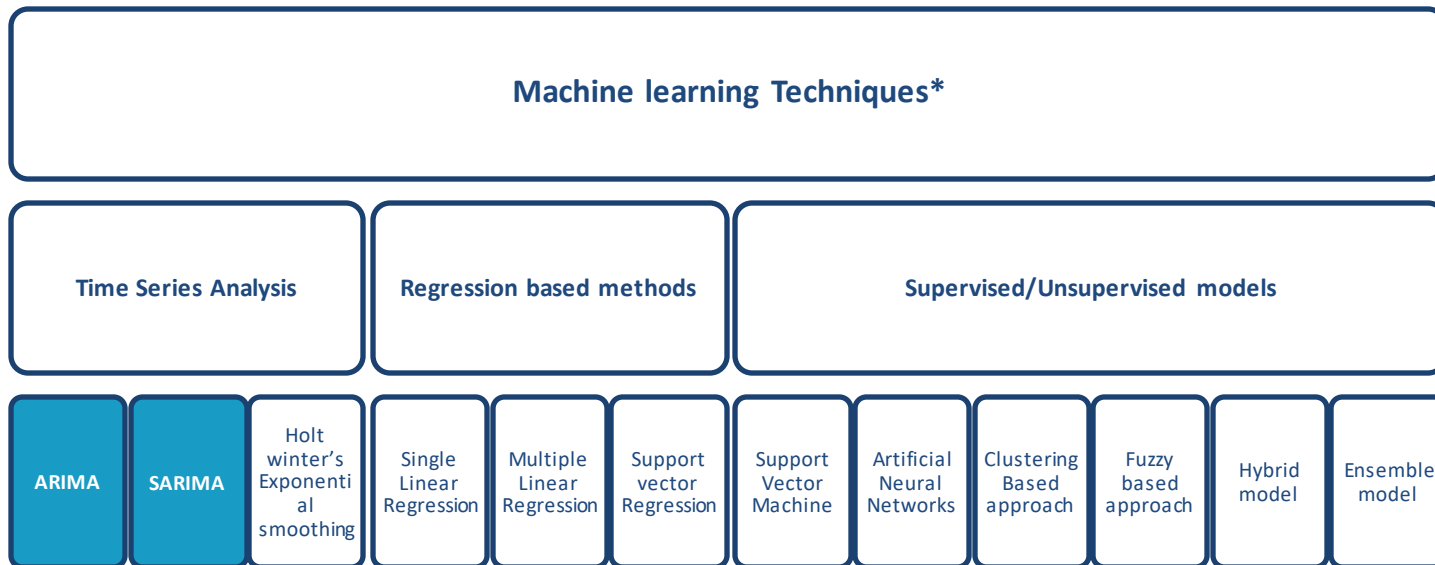 Machine learning Techniques*
Time Series Analysis
Regression based methods
Supervised/Unsupervised models
ARIMA
SARIMA
Holt
winter’s
Exponenti
al
smoothing
Single
Linear
Regression
Multiple
Linear
Regression
Support
vector
Regression
Support
Vector
Machine
Artificial
Neural
Networks
Clustering
Based
approach
Fuzzy
based
approach
Hybrid
model
Ensemble
model